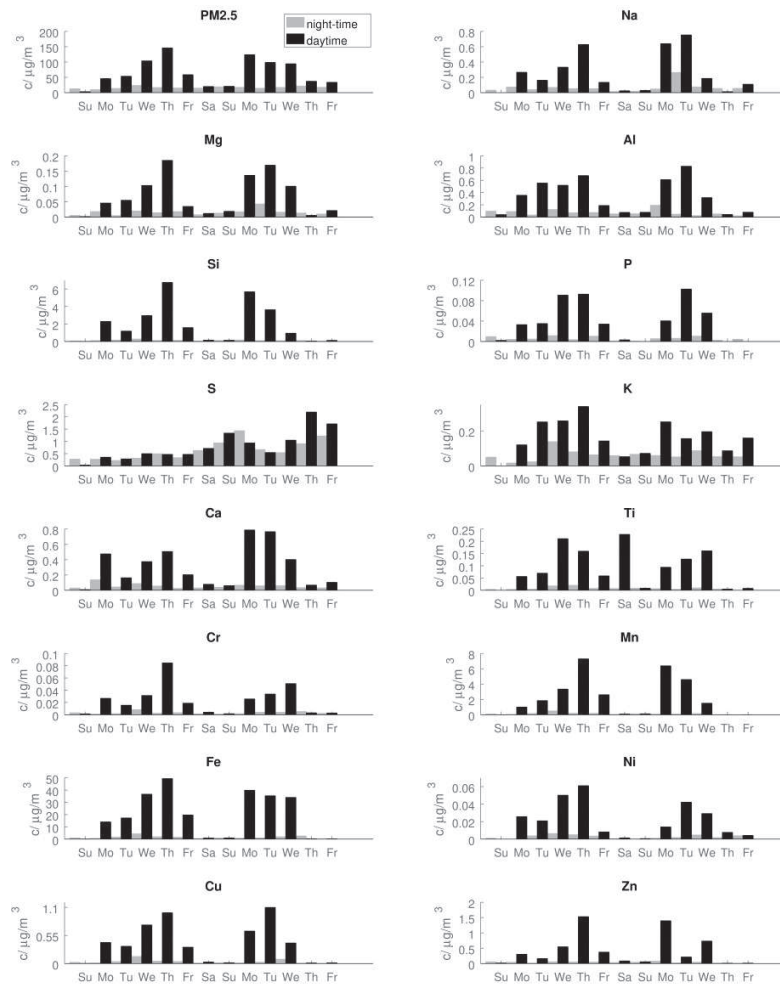 PM2.5
night-time
daytime
c/ µg/m 3
200
150
100
50
0
Su Mo Tu We Th Fr Sa Su Mo Tu We Th Fr
Na
c/ µg/m 3
0.8
0.6
0.4
0.2
0
Su Mo Tu We Th Fr Sa Su Mo Tu We Th Fr
Mg
c/ µg/m 3
0.2
0.15
0.1
0.05
0
Su Mo Tu We Th Fr Sa Su Mo Tu We Th Fr
Al
c/ µg/m 3
1
0.8
0.6
0.4
0.2
0
Su Mo Tu We Th Fr Sa Su Mo Tu We Th Fr
Si
c/ µg/m 3
6
4
2
0
Su Mo Tu We Th Fr Sa Su Mo Tu We Th Fr
P
c/ µg/m 3
0.12
0.08
0.04
0
Su Mo Tu We Th Fr Sa Su Mo Tu We Th Fr
S
c/ µg/m 3
2.5
2
1.5
1
0.5
0
Su Mo Tu We Th Fr Sa Su Mo Tu We Th Fr
K
c/ µg/m 3
0.2
0
Su Mo Tu We Th Fr Sa Su Mo Tu We Th Fr
Ca
c/ µg/m 3
0.8
0.6
0.4
0.2
0
Su Mo Tu We Th Fr Sa Su Mo Tu We Th Fr
Ti
c/ µg/m 3
0.25
0.2
0.15
0.1
0.05
0
Su Mo Tu We Th Fr Sa Su Mo Tu We Th Fr
Cr
c/ µg/m 3
0.1
0.08
0.06
0.04
0.02
0
Su Mo Tu We Th Fr Sa Su Mo Tu We Th Fr
Mn
c/ µg/m 3
8
6
4
2
0
Su Mo Tu We Th Fr Sa Su Mo Tu We Th Fr
Fe
c/ µg/m 3
50
40
30
20
10
0
Su Mo Tu We Th Fr Sa Su Mo Tu We Th Fr
Ni
c/ µg/m 3
0.06
0.04
0.02
0
Su Mo Tu We Th Fr Sa Su Mo Tu We Th Fr
Cu
c/ µg/m 3
1.1
0.55
0
Su Mo Tu We Th Fr Sa Su Mo Tu We Th Fr
Zn
c/ µg/m 3
2
1.5
1
0.5
0
Su Mo Tu We Th Fr Sa Su Mo Tu We Th Fr